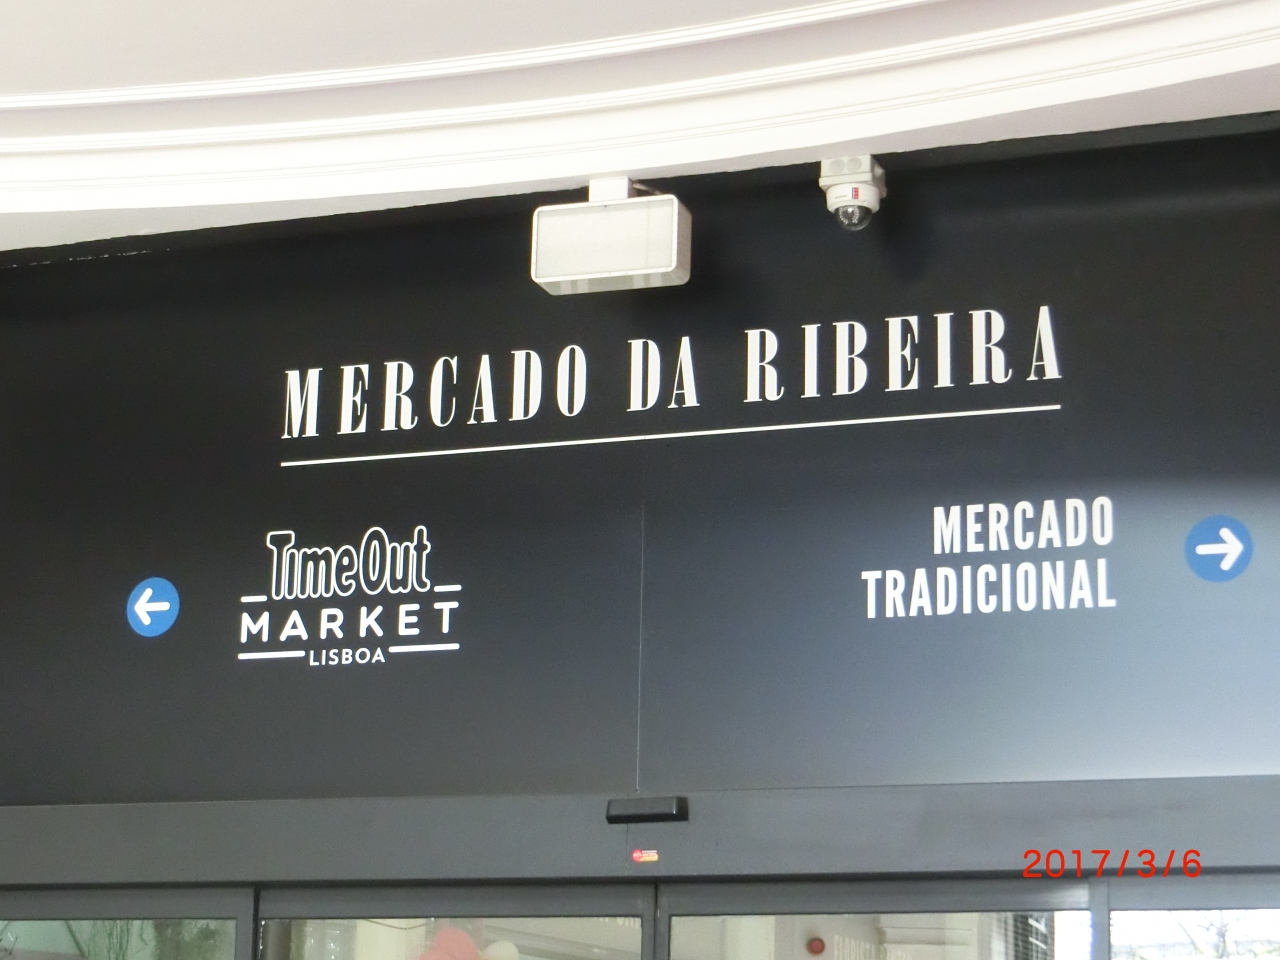 MERCADO DA RIBEIRA
Time Out
MARKET
LISBOA
MERCADO
TRADICIONAL
2017/3/6